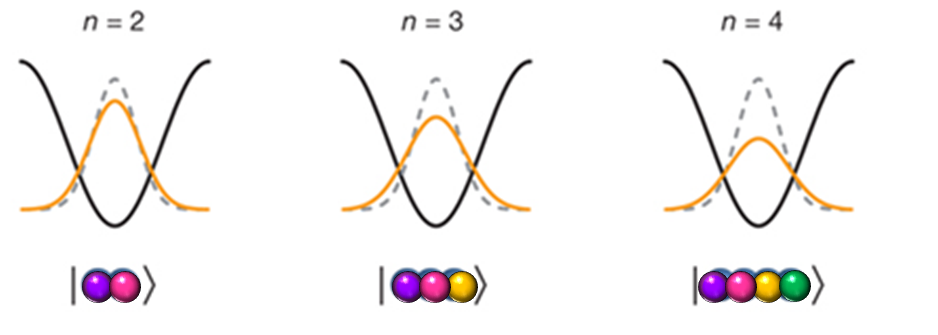 n = 2
n = 3
n = 4